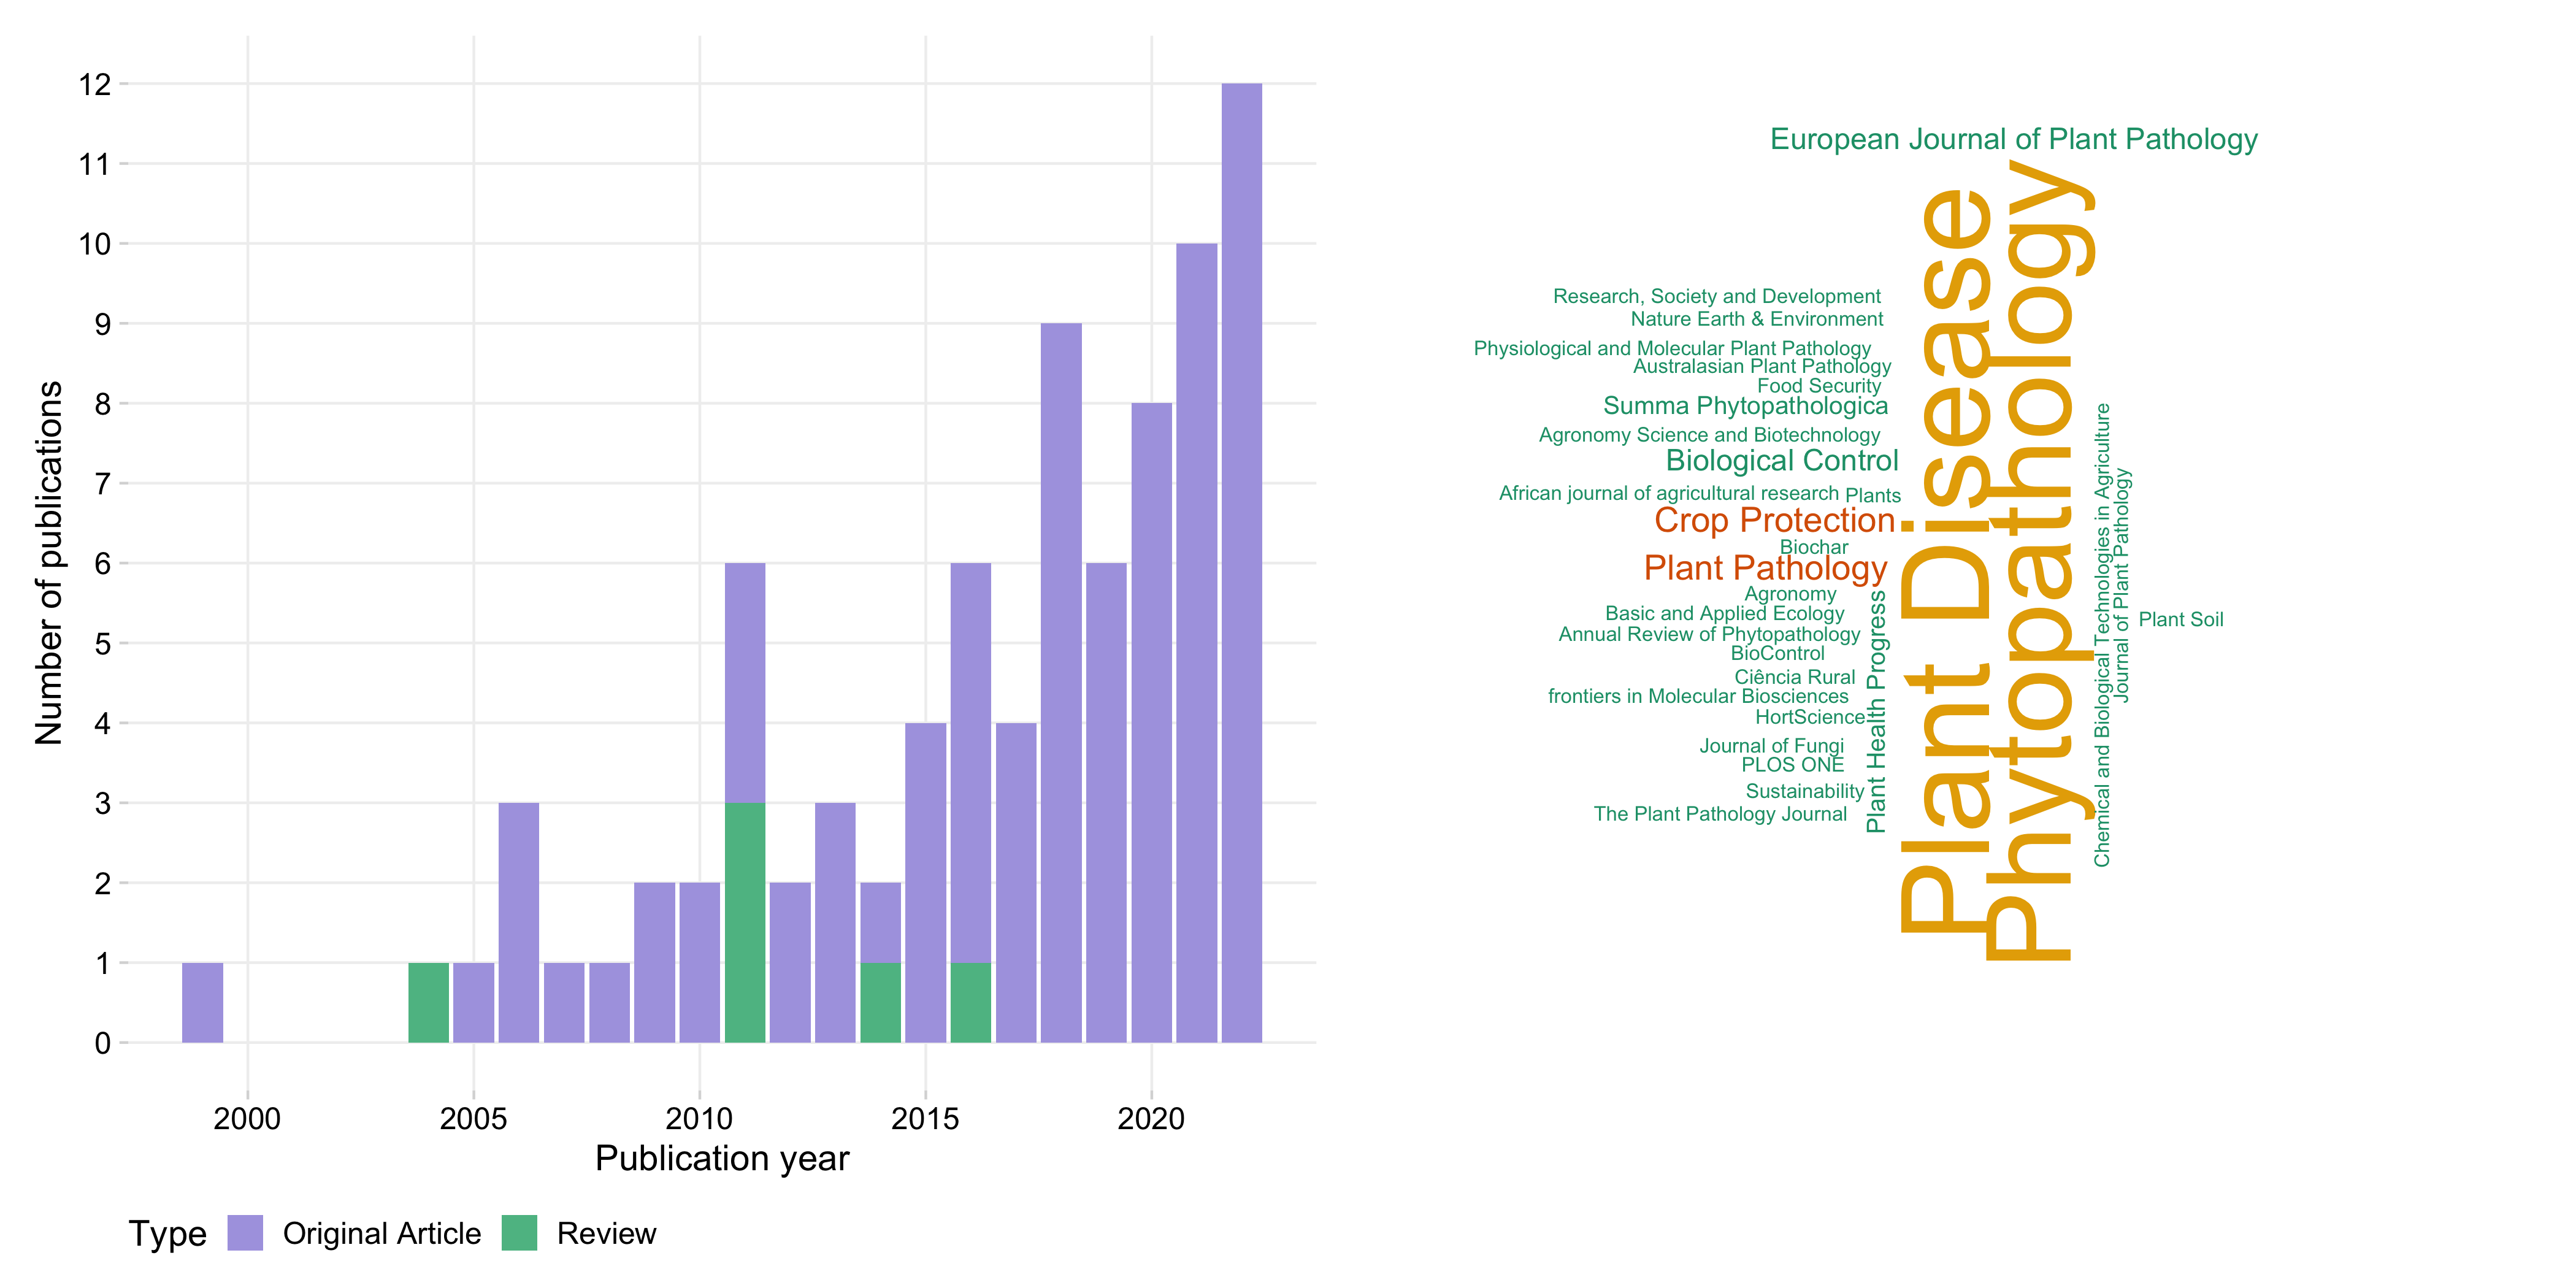 12
11
10
9
8
7
6
5
4
3
2
1
0
Number of publications
2000
2005
2010
2015
2020
Publication year
Type
Original Article
Review
European Journal of Plant Pathology
Plant Disease
Phytopathology
Research, Society and Development
Nature Earth & Environment
Physiological and Molecular Plant Pathology
Australasian Plant Pathology
Food Security
Summa Phytopathologica
Agronomy Science and Biotechnology
Biological Control
African journal of agricultural research
Plants
Crop Protection
Biochar
Plant Pathology
Agronomy
Basic and Applied Ecology
Annual Review of Phytopathology
BioControl
Ciência Rural
frontiers in Molecular Biosciences
HortScience
Journal of Fungi
PLOS ONE
Sustainability
The Plant Pathology Journal
Plant Health Progress
Chemical and Biological Technologies in Agriculture
Journal of Plant Pathology
Plant Soil